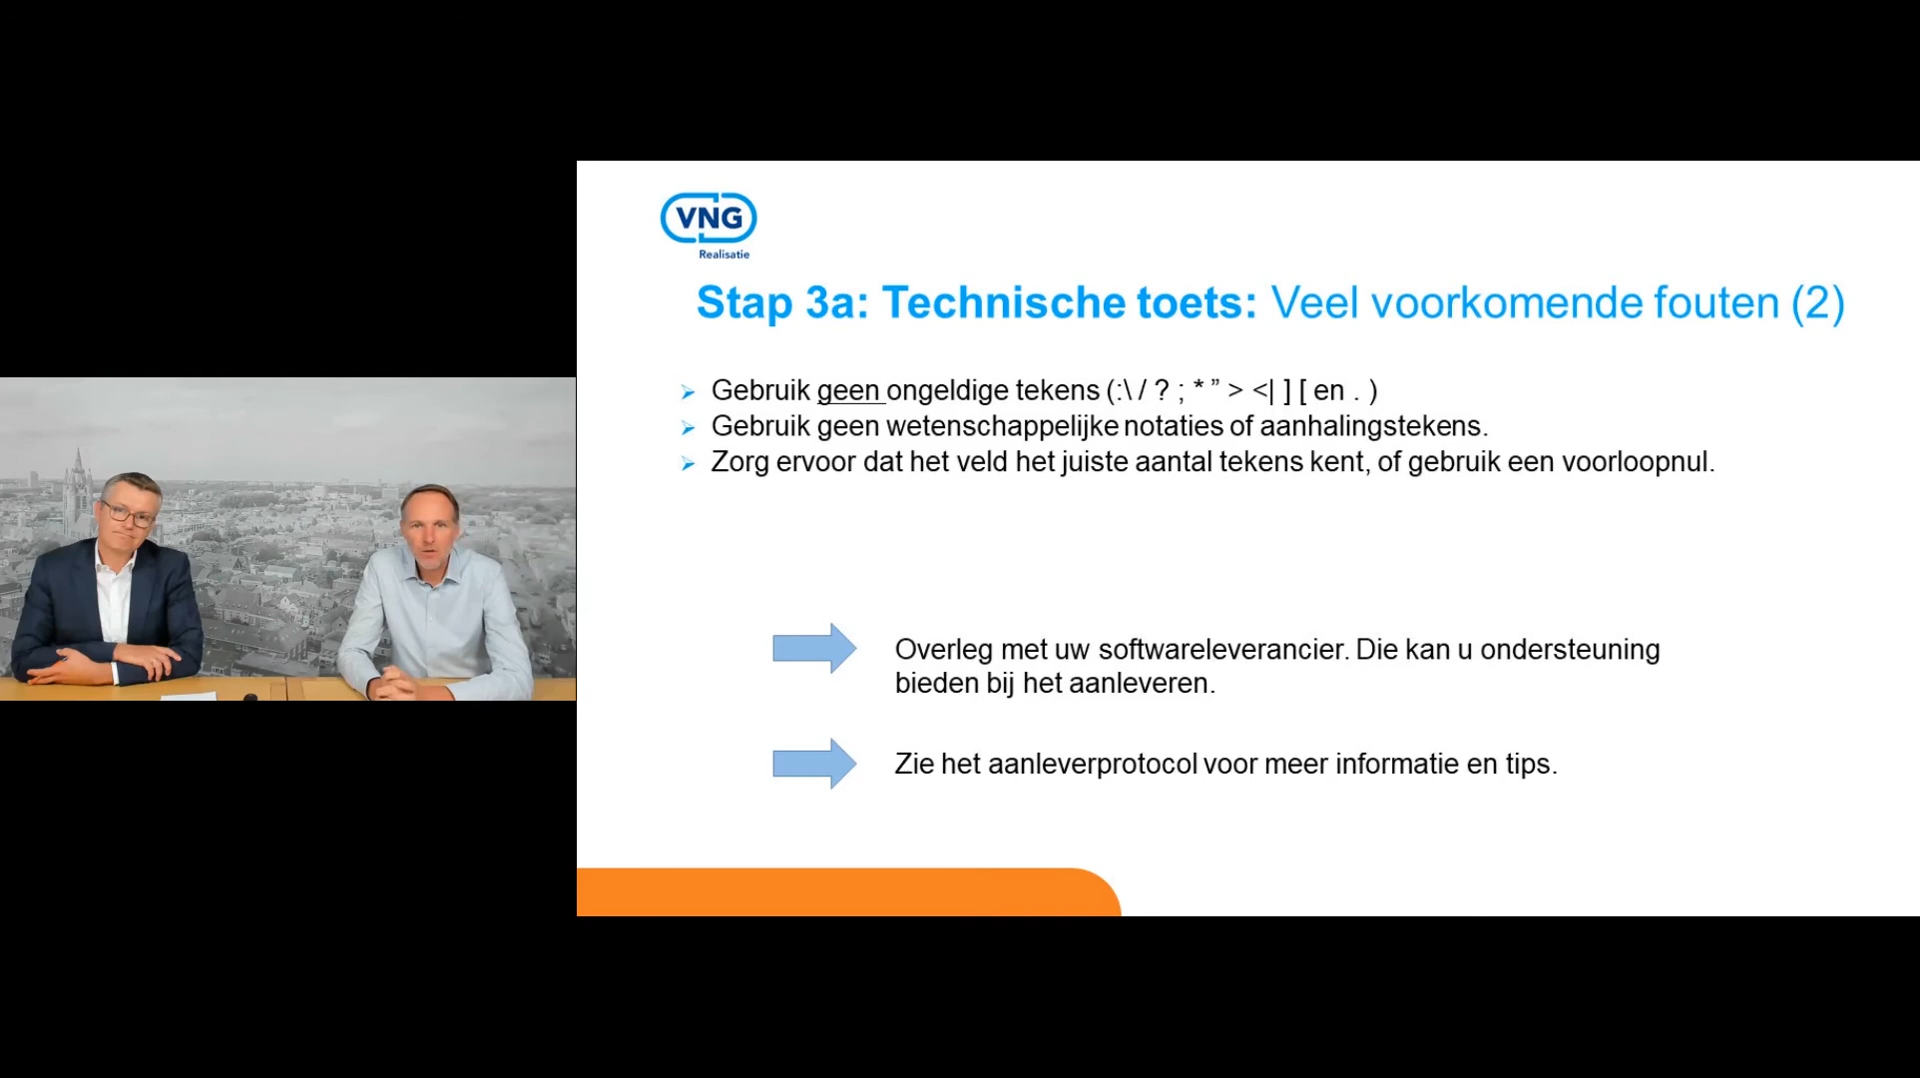 VNG
Realisatie
Stap 3a: Technische toets: Veel voorkomende fouten (2)
Gebruik geen ongeldige tekens (:\ / ? ; * ” > <| ] [ en . )
Gebruik geen wetenschappelijke notaties of aanhalingstekens.
Zorg ervoor dat het veld het juiste aantal tekens kent, of gebruik een voorloopnul.
Overleg met uw softwareleverancier. Die kan u ondersteuning
bieden bij het aanleveren.
Zie het aanleverprotocol voor meer informatie en tips.